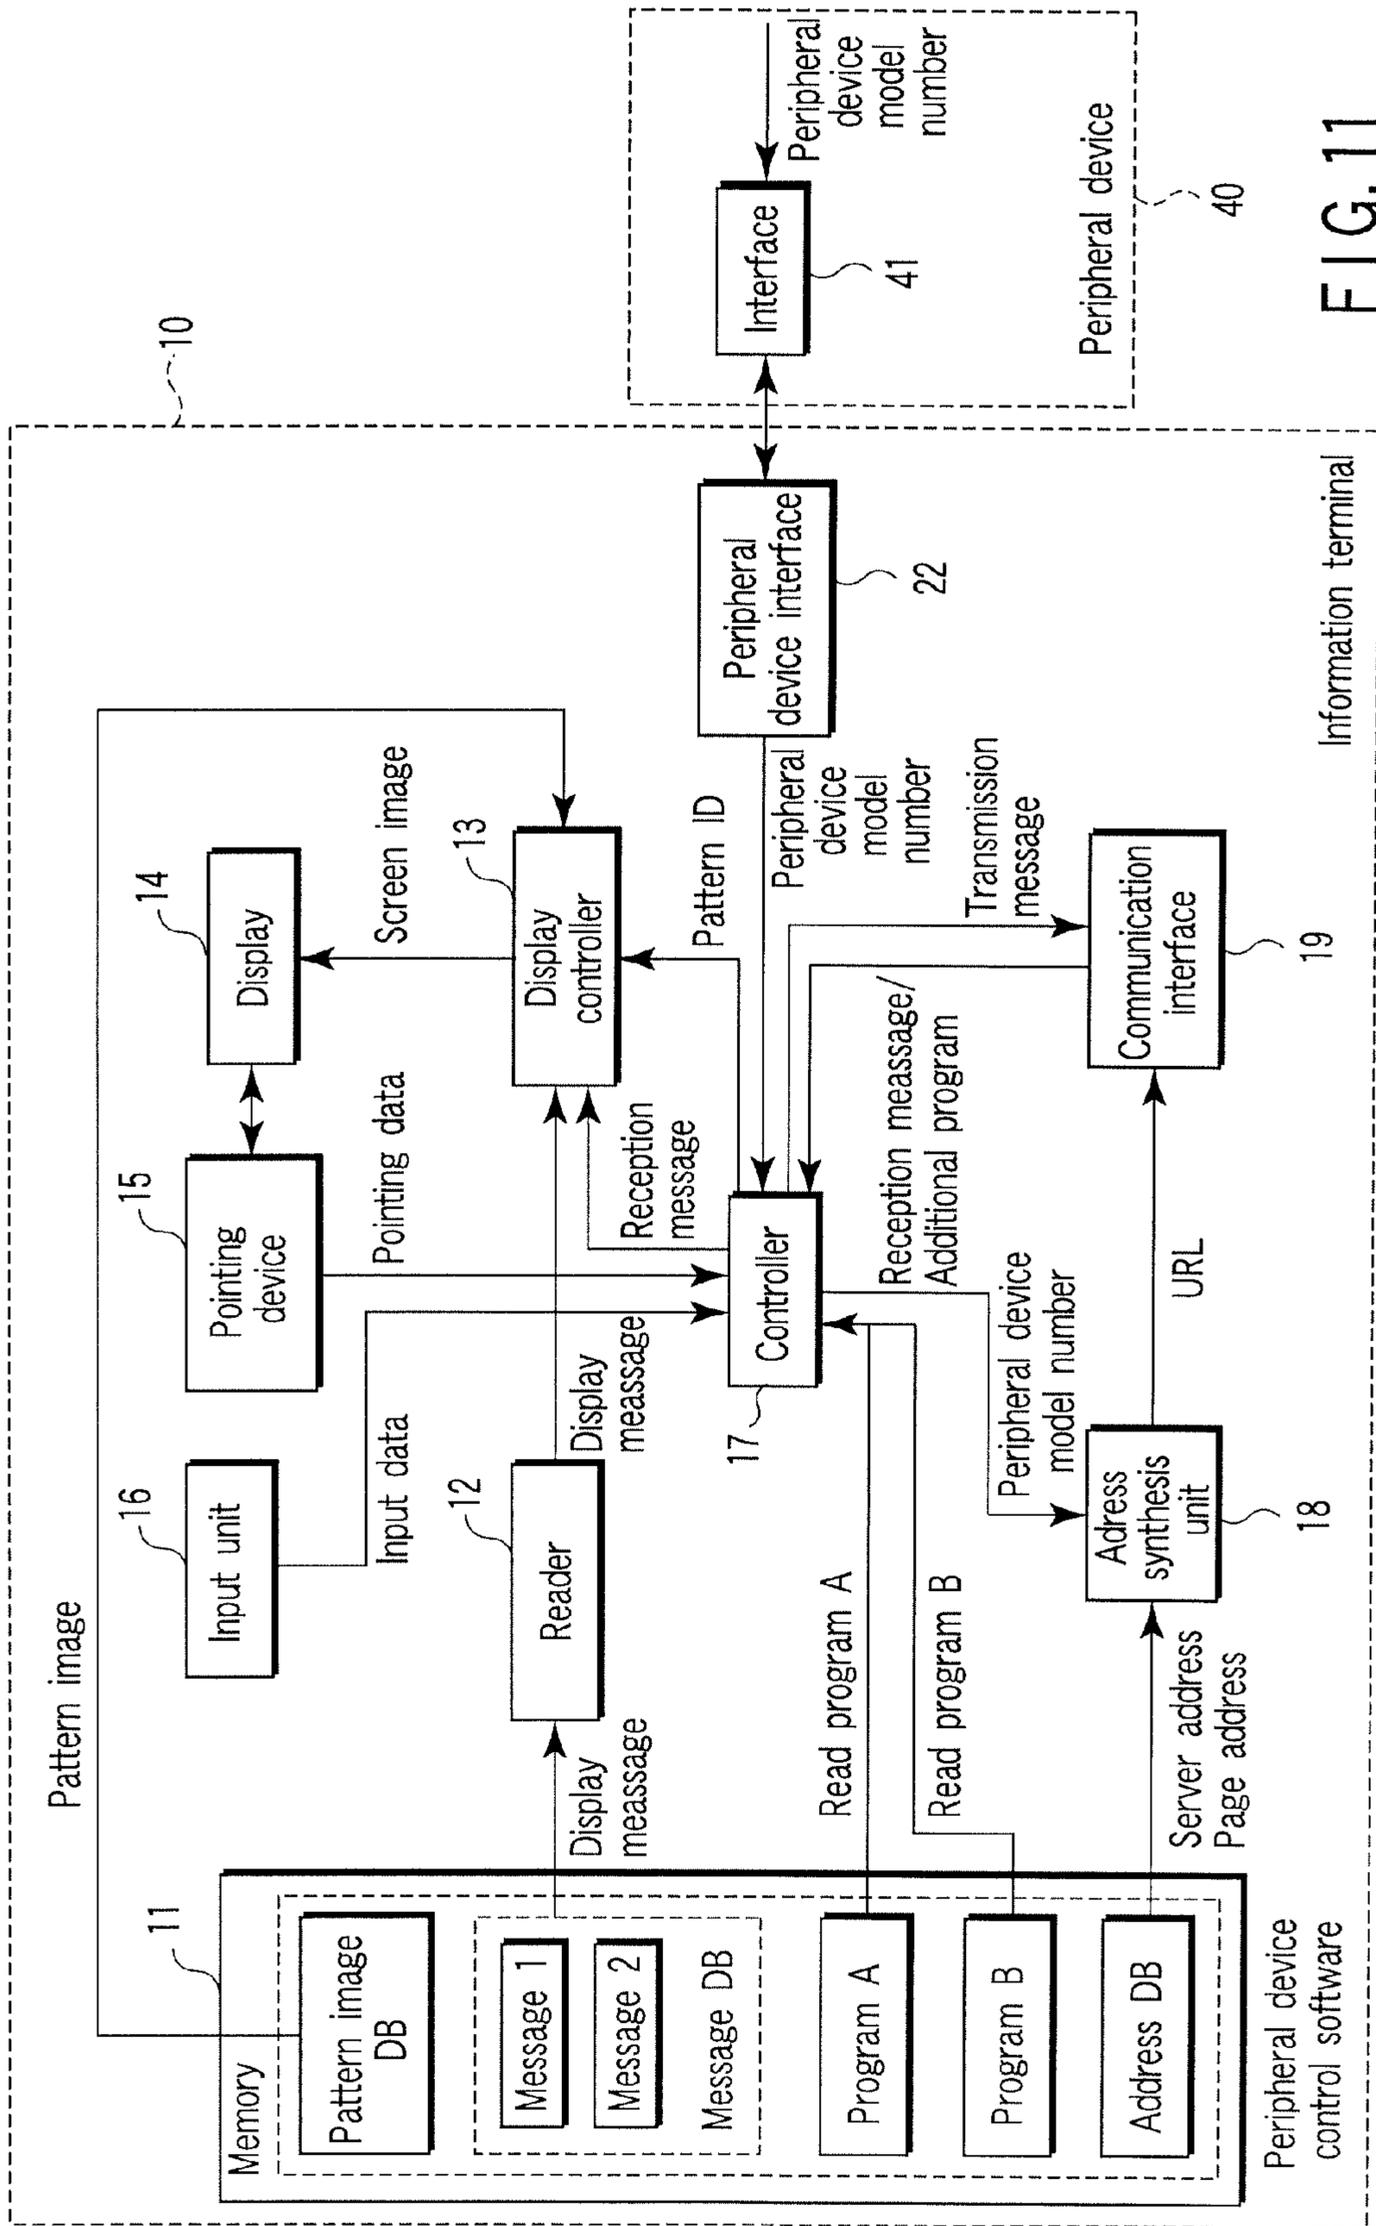 Pattern image
10
16
Input unit
Input data
15
Pointing
device
Pointing data
14
Display
Screen image
11
Memory
Pattern image
DB
Message 1
Message 2
Message DB
Display
meassage
12
Reader
Display
meassage
Reception
message
13
Display
controller
Pattern ID
Program A
Program B
Address DB
Read program A
Read program B
17
Controller
Peripheral
device
model
number
Peripheral
device interface
22
Interface
41
Peripheral
device
model
number
Peripheral device
40
Reception meassage/
Additional program
Transmission
message
Peripheral device
model number
Server address
Page address
Adress
synthesis
unit
18
URL
Communication
interface
19
Peripheral device
control software
Information terminal
FIG. 11